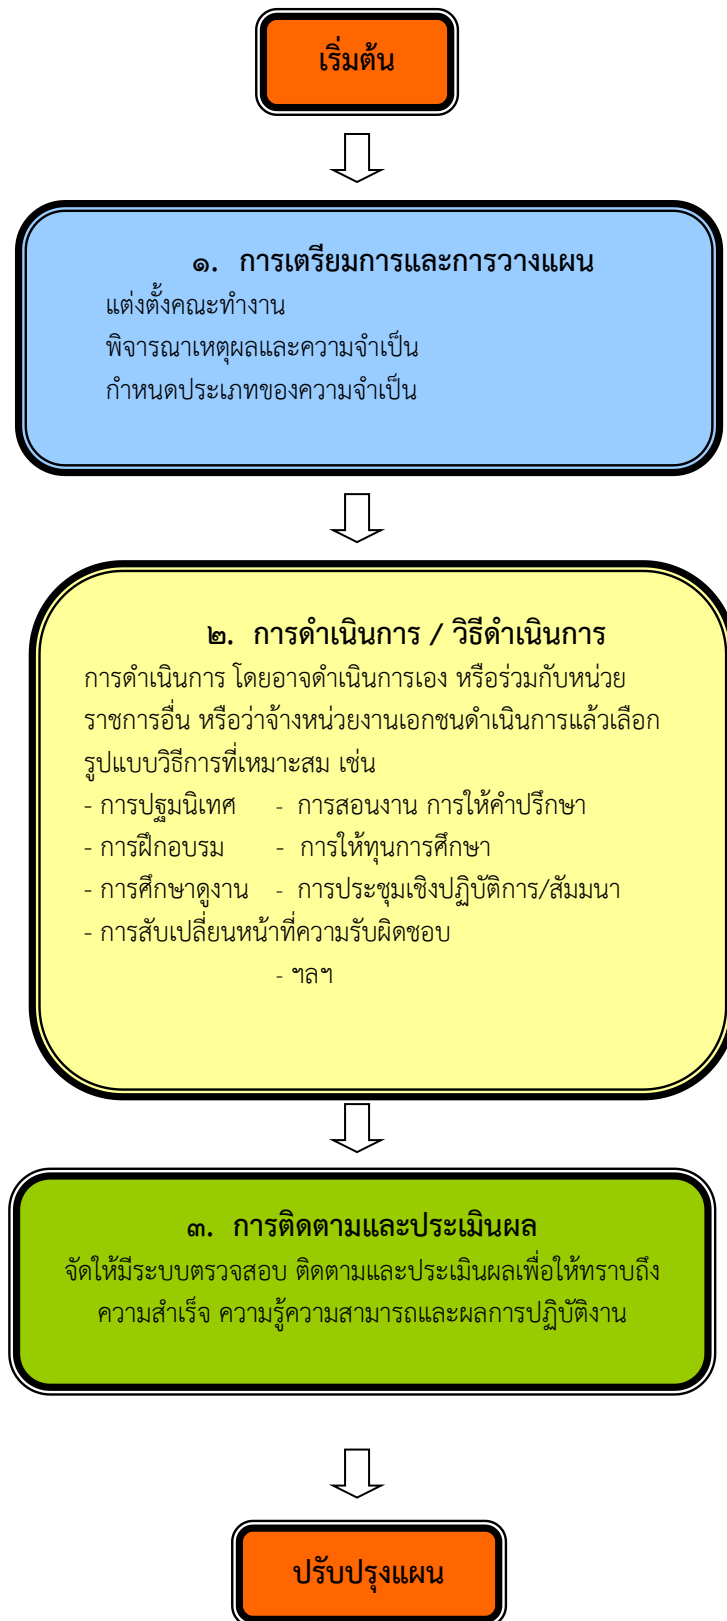 เริ่มต้น
๑. การเตรียมการและการวางแผน
แต่งตั้งคณะทำงาน
พิจารณาเหตุผลและความจำเป็น
กำหนดประเภทของความจำเป็น
๒. การดำเนินการ / วิธีดำเนินการ
การดำเนินการ โดยอาจดำเนินการเอง หรือร่วมกับหน่วย
ราชการอื่น หรือว่าจ้างหน่วยงานเอกชนดำเนินการแล้วเลือก
รูปแบบวิธีการที่เหมาะสม เช่น
- การปฐมนิเทศ - การสอนงาน การให้คำปรึกษา
- การฝึกอบรม - การให้ทุนการศึกษา
- การศึกษาดูงาน - การประชุมเชิงปฏิบัติการ/สัมมนา
- การสับเปลี่ยนหน้าที่ความรับผิดชอบ
- ฯลฯ
๓. การติดตามและประเมินผล
จัดให้มีระบบตรวจสอบ ติดตามและประเมินผลเพื่อให้ทราบถึง
ความสำเร็จ ความรู้ความสามารถและผลการปฏิบัติงาน
ปรับปรุงแผน